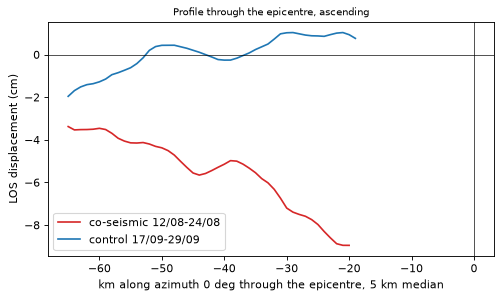 Profile through the epicentre, ascending
LOS displacement (cm)
0
−2
−4
−6
−8
co-seismic 12/08-24/08
control 17/09-29/09
−60 −50 −40 −30 −20 −10 0
km along azimuth 0 deg through the epicentre, 5 km median